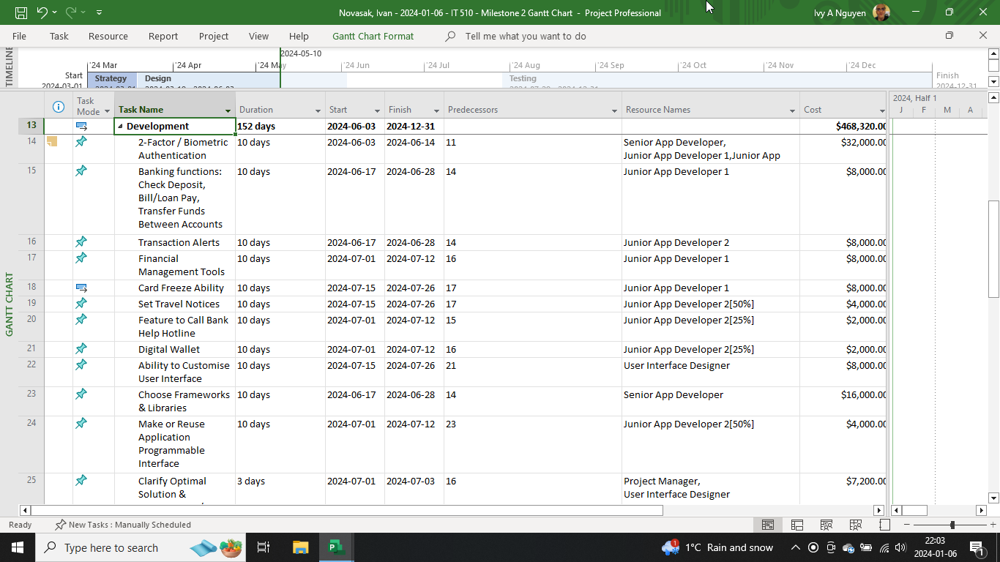 Novasak, Ivan - 2024-01-06 - IT 510 - Milestone 2 Gantt Chart - Project Professional
Ivy A Nguyen
File Task Resource Report Project View Help Gantt Chart Format Tell me what you want to do
TIMELINE
2024-05-10
'24 Mar '24 Apr '24 May '24 Jun '24 Jul '24 Aug '24 Sep '24 Oct '24 Nov '24 Dec
Start
2024-03-01
Strategy
Design
Testing
Finish
2024-12-31
GANTT CHART
Task Mode Task Name Duration Start Finish Predecessors Resource Names Cost
2024, Half 1
J F M A
13 Development 152 days 2024-06-03 2024-12-31 $468,320.00
14 2-Factor / Biometric 10 days 2024-06-03 2024-06-14 11 Senior App Developer, $32,000.00
Authentication Junior App Developer 1,Junior App
15 Banking functions: 10 days 2024-06-17 2024-06-28 14 Junior App Developer 1 $8,000.00
Check Deposit,
Bill/Loan Pay,
Transfer Funds
Between Accounts
16 Transaction Alerts 10 days 2024-06-17 2024-06-28 14 Junior App Developer 2 $8,000.00
17 Financial 10 days 2024-07-01 2024-07-12 16 Junior App Developer 1 $8,000.00
Management Tools
18 Card Freeze Ability 10 days 2024-07-15 2024-07-26 17 Junior App Developer 1 $8,000.00
19 Set Travel Notices 10 days 2024-07-15 2024-07-26 17 Junior App Developer 2[50%] $4,000.00
20 Feature to Call Bank 10 days 2024-07-01 2024-07-12 15 Junior App Developer 2[25%] $2,000.00
Help Hotline
21 Digital Wallet 10 days 2024-07-01 2024-07-12 16 Junior App Developer 2[25%] $2,000.00
22 Ability to Customise 10 days 2024-07-15 2024-07-26 21 User Interface Designer $8,000.00
User Interface
23 Choose Frameworks 10 days 2024-06-17 2024-06-28 14 Senior App Developer $16,000.00
& Libraries
24 Make or Reuse 10 days 2024-07-01 2024-07-12 23 Junior App Developer 2[50%] $4,000.00
Application
Programmable
Interface
25 Clarify Optimal 3 days 2024-07-01 2024-07-03 16 Project Manager, $7,200.00
Solution & User Interface Designer
Ready New Tasks : Manually Scheduled
Type here to search
1
1°C Rain and snow
22:03
2024-01-06
1